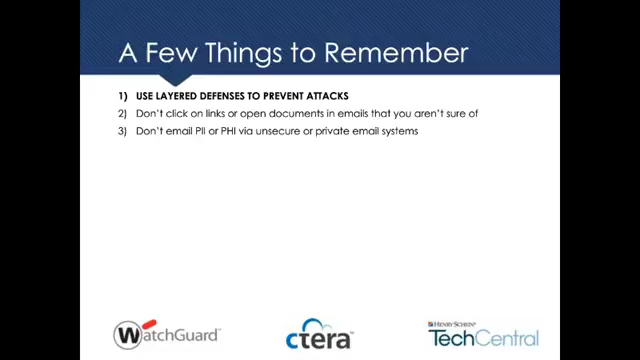 A Few Things to Remember
1) USE LAYERED DEFENSES TO PREVENT ATTACKS
2) Don't click on links or open documents in emails that you aren't sure of
3) Don't email PII or PHI via unsecure or private email systems
WatchGuard
ctera
HENRY SCHEIN
TechCentral